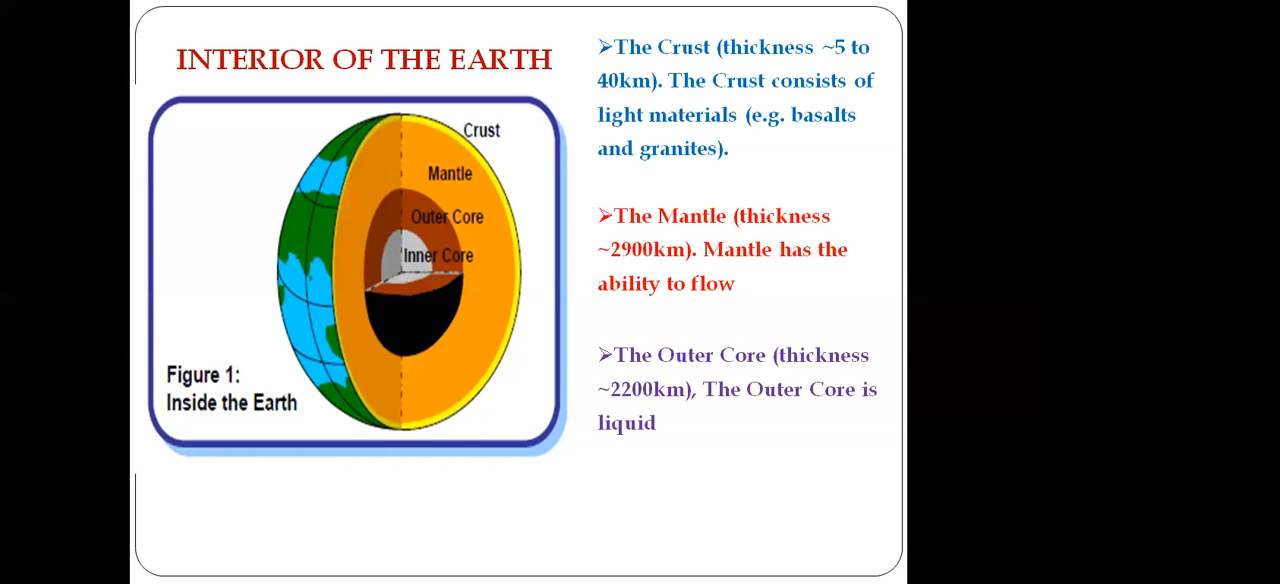 INTERIOR OF THE EARTH
Crust
Mantle
Outer Core
Inner Core
Figure 1:
Inside the Earth
➢The Crust (thickness ~5 to
40km). The Crust consists of
light materials (e.g. basalts
and granites).
➢The Mantle (thickness
~2900km). Mantle has the
ability to flow
➢The Outer Core (thickness
~2200km), The Outer Core is
liquid